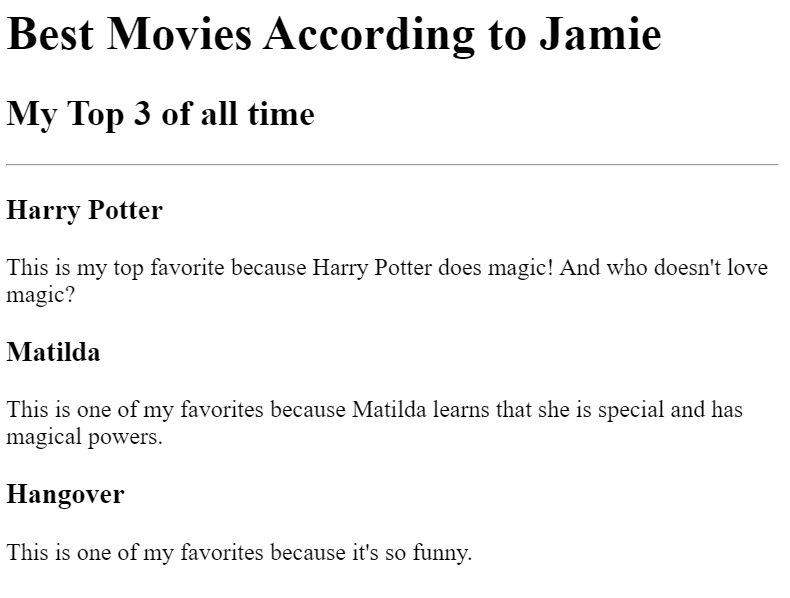 Best Movies According to Jamie
My Top 3 of all time
Harry Potter
This is my top favorite because Harry Potter does magic! And who doesn't love
magic?
Matilda
This is one of my favorites because Matilda learns that she is special and has
magical powers.
Hangover
This is one of my favorites because it's so funny.